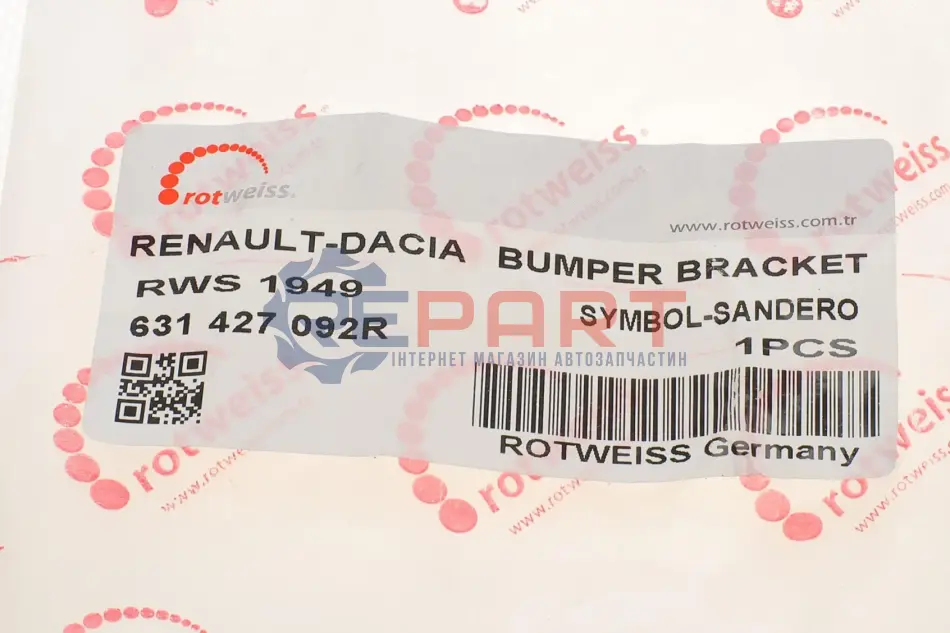 rotweiss
www.rotweiss.com.tr
RENAULT-DACIA BUMPER BRACKET
RWS 1949 SYMBOL-SANDERO
631 427 092R 1PCS
REPART
ІНТЕРНЕТ МАГАЗИН АВТОЗАПЧАСТИН
ROTWEISS Germany